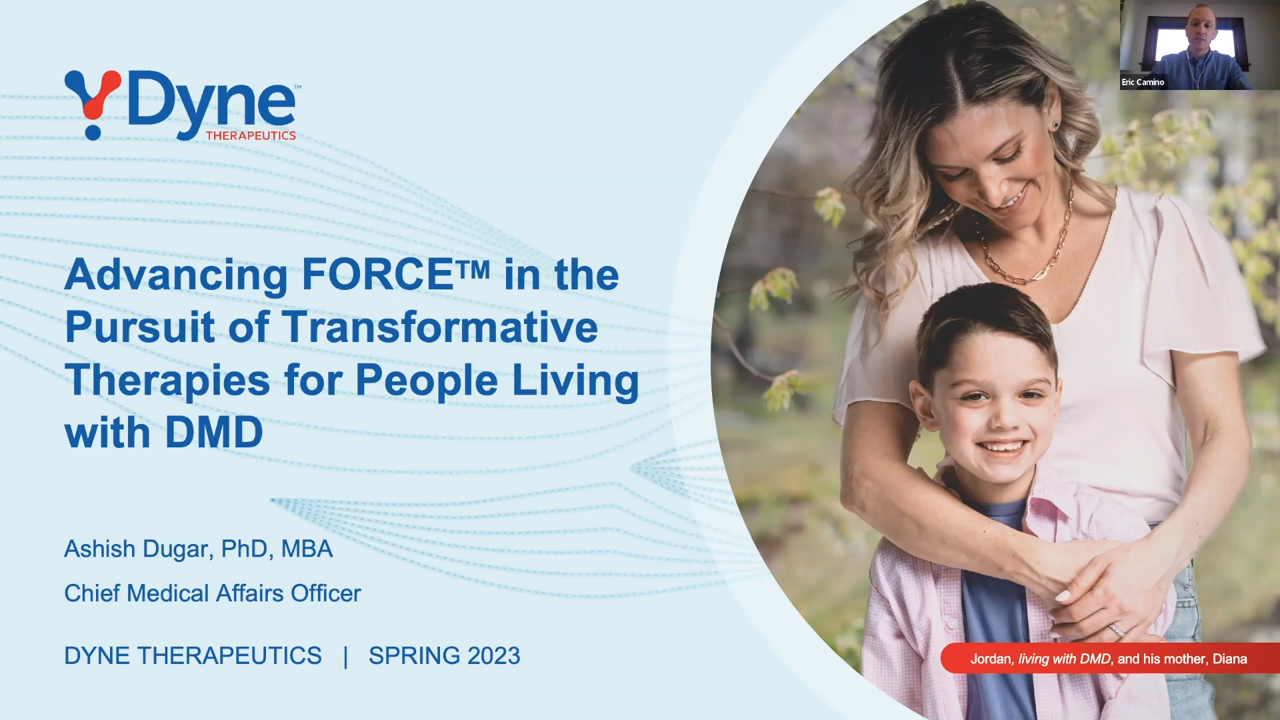 Dyne™
THERAPEUTICS
Eric Camino
Advancing FORCE™ in the
Pursuit of Transformative
Therapies for People Living
with DMD
Ashish Dugar, PhD, MBA
Chief Medical Affairs Officer
DYNE THERAPEUTICS | SPRING 2023
Jordan, living with DMD, and his mother, Diana